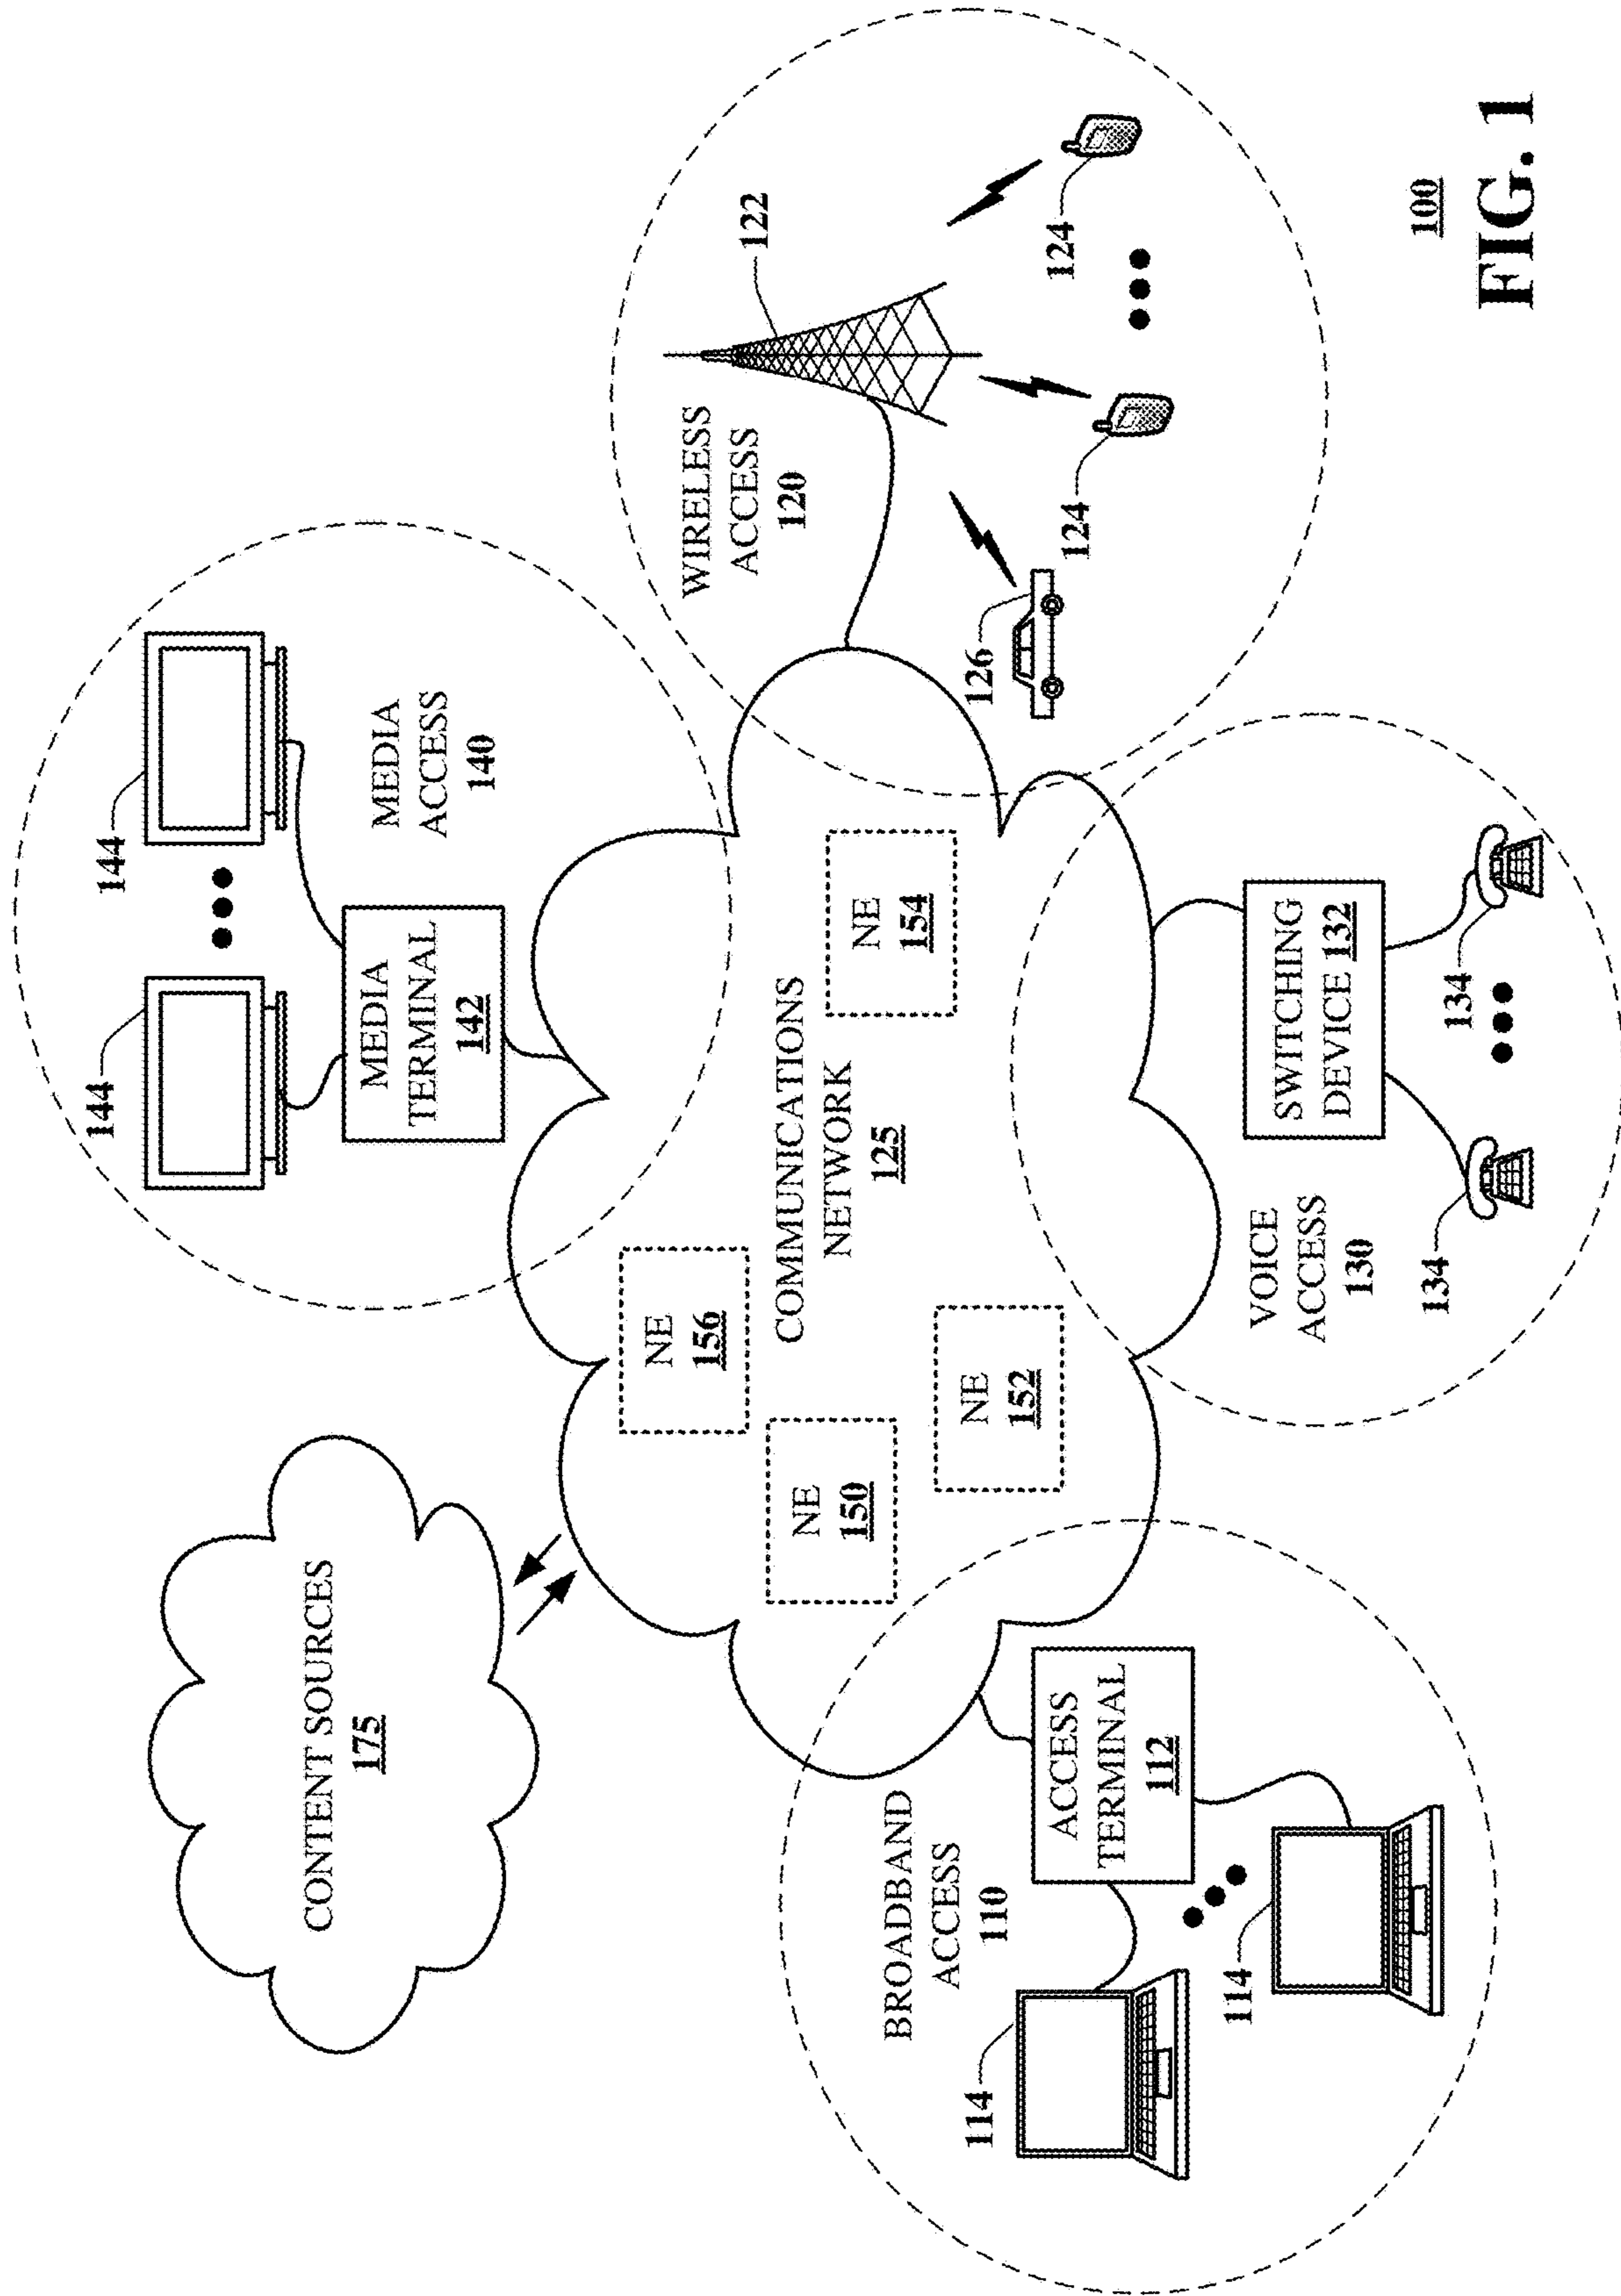 CONTENT SOURCES
175
144
144
MEDIA
TERMINAL
142
MEDIA
ACCESS
140
WIRELESS
ACCESS
120
122
124
124
126
NE
156
NE
150
NE
152
NE
154
COMMUNICATIONS
NETWORK
125
BROADBAND
ACCESS
110
ACCESS
TERMINAL
112
114
114
VOICE
ACCESS
130
SWITCHING
DEVICE 132
134
134
100
FIG. 1